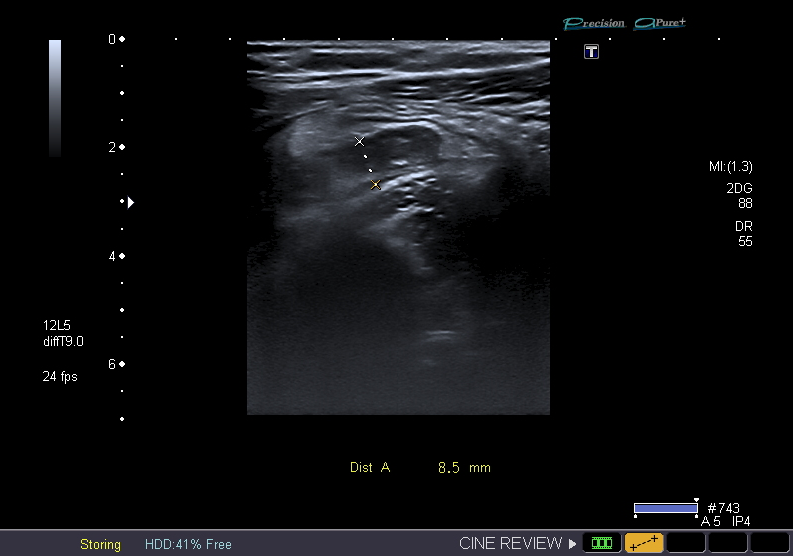 Precision APure+
0
T
2
MI:(1.3)
2DG
88
DR
55
4
12L5
diffT9.0
6
24 fps
Dist A 8.5 mm
#743
A 5 IP4
Storing HDD:41% Free CINE REVIEW